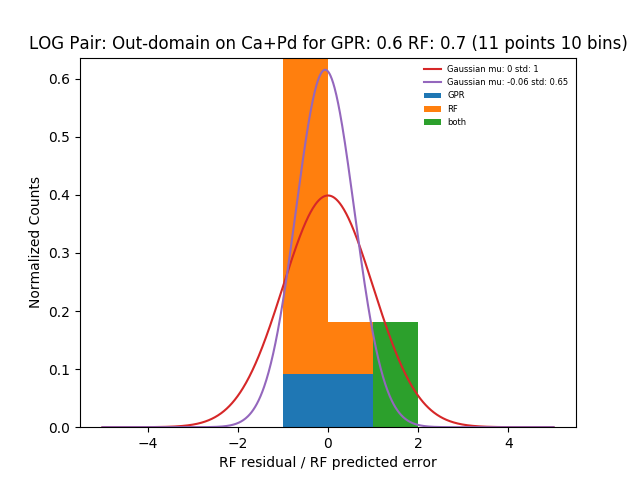 LOG Pair: Out-domain on Ca+Pd for GPR: 0.6 RF: 0.7 (11 points 10 bins)
Gaussian mu: 0 std: 1
Gaussian mu: -0.06 std: 0.65
GPR
RF
both
0.6
0.5
0.4
0.3
0.2
0.1
0.0
Normalized Counts
−4
−2
0
2
4
RF residual / RF predicted error